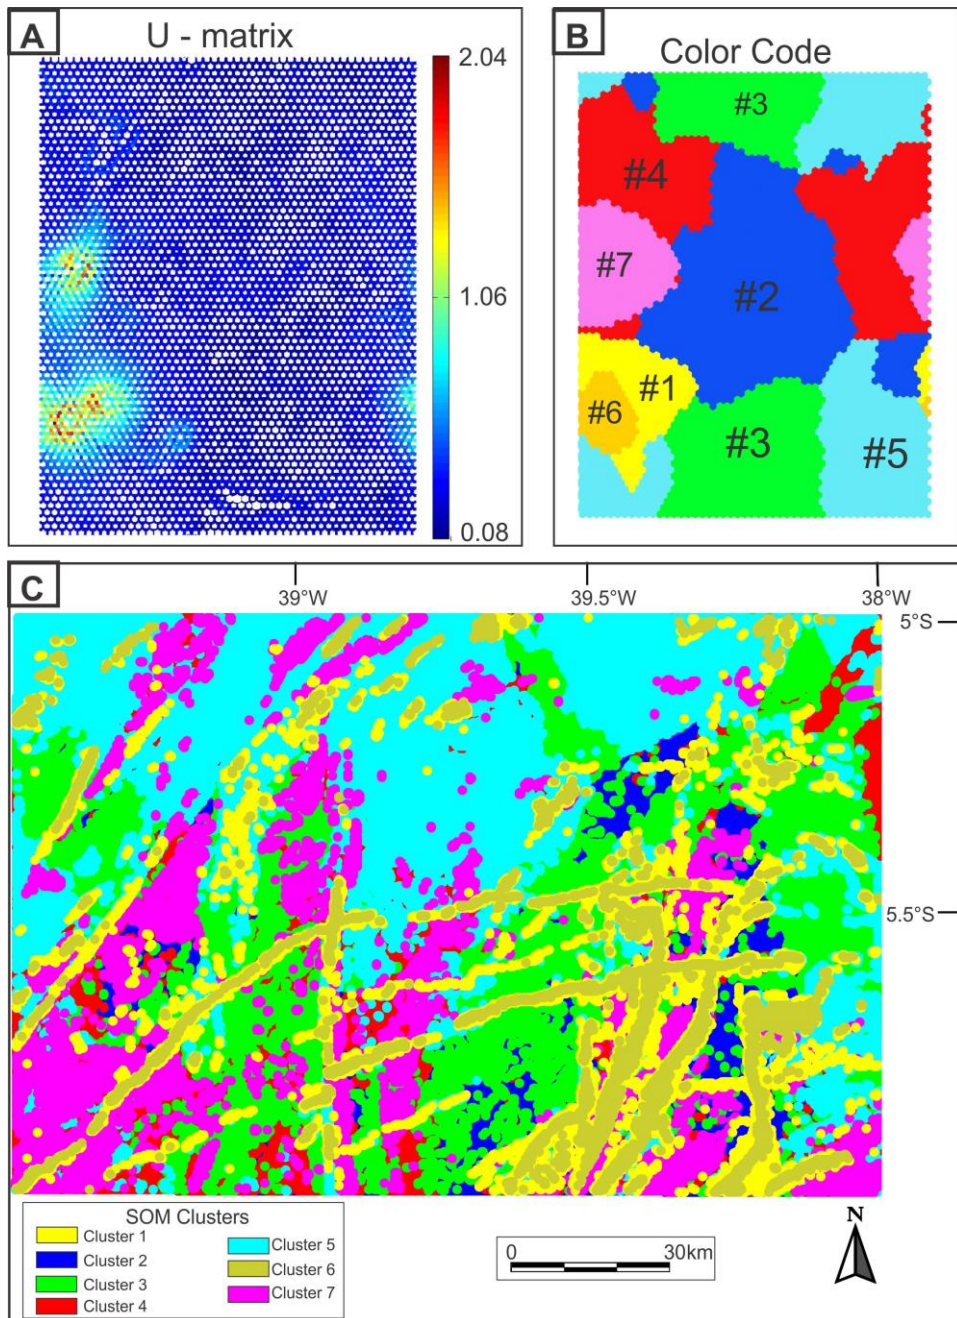 A
U - matrix
2.04
1.06
0.08
B
Color Code
#3
#4
#7
#2
#1
#6
#3
#5
C
39°W
39.5°W
38°W
5°S
5.5°S
SOM Clusters
Cluster 1
Cluster 2
Cluster 3
Cluster 4
Cluster 5
Cluster 6
Cluster 7
0
30km
N